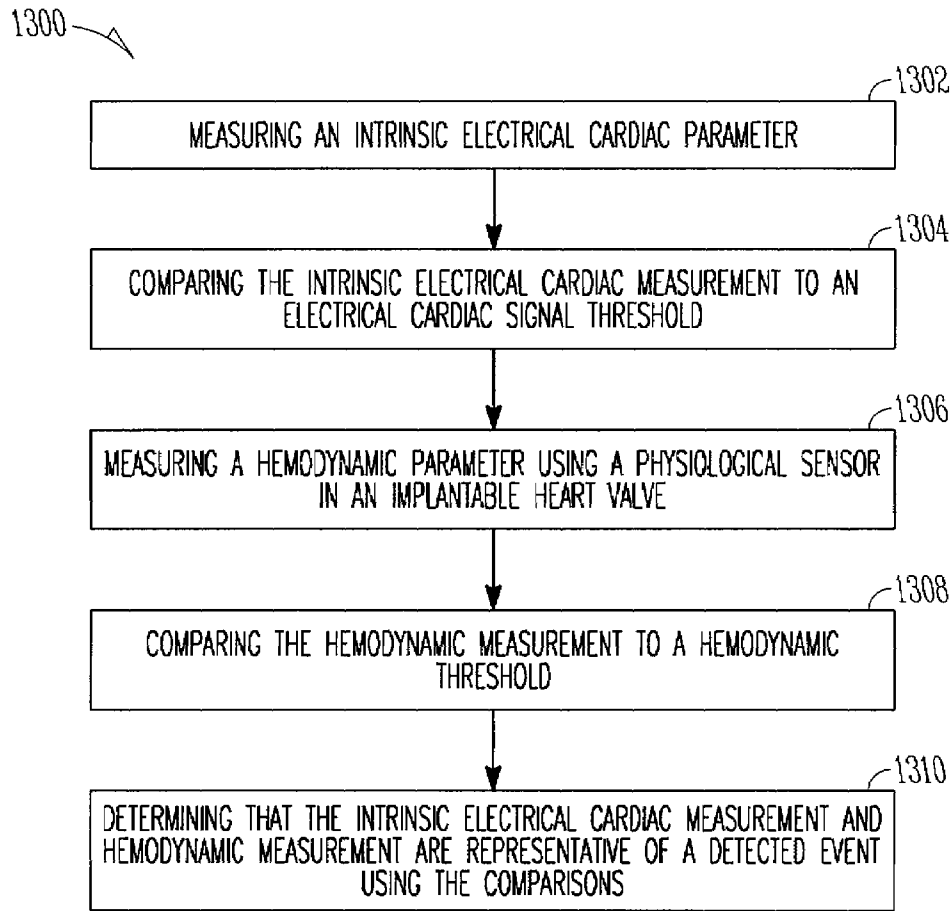 1300
1302
MEASURING AN INTRINSIC ELECTRICAL CARDIAC PARAMETER
1304
COMPARING THE INTRINSIC ELECTRICAL CARDIAC MEASUREMENT TO AN
ELECTRICAL CARDIAC SIGNAL THRESHOLD
1306
MEASURING A HEMODYNAMIC PARAMETER USING A PHYSIOLOGICAL SENSOR
IN AN IMPLANTABLE HEART VALVE
1308
COMPARING THE HEMODYNAMIC MEASUREMENT TO A HEMODYNAMIC
THRESHOLD
1310
DETERMINING THAT THE INTRINSIC ELECTRICAL CARDIAC MEASUREMENT AND
HEMODYNAMIC MEASUREMENT ARE REPRESENTATIVE OF A DETECTED EVENT
USING THE COMPARISONS